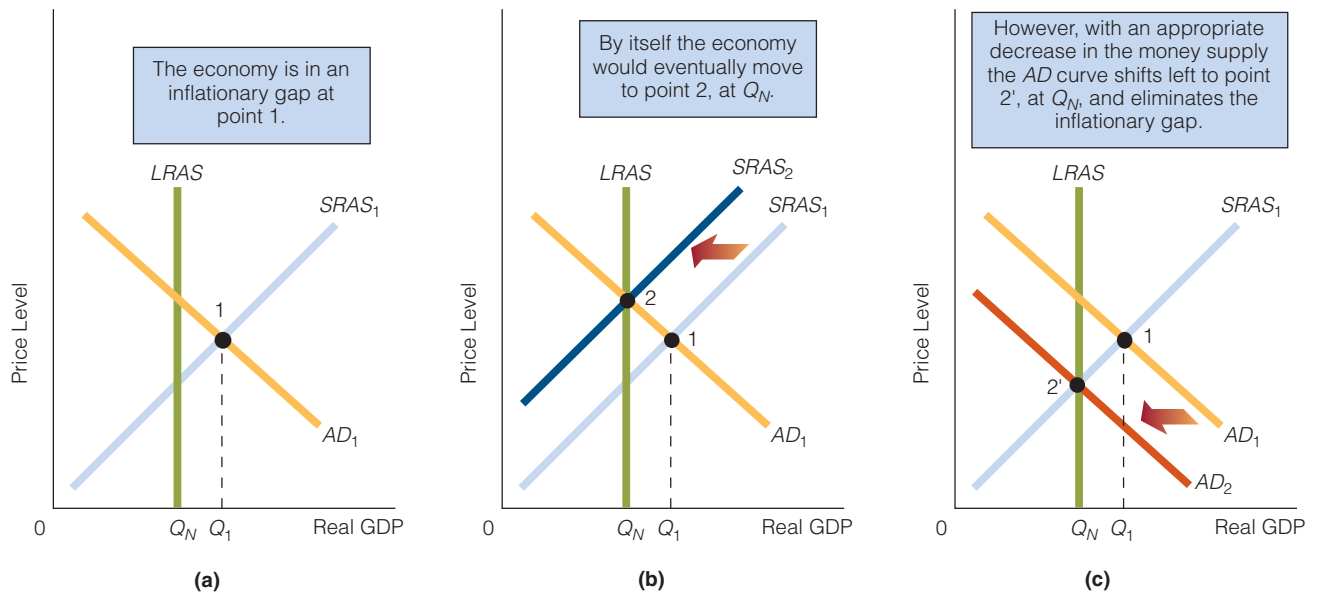 The economy is in an
inflationary gap at
point 1.
LRAS
SRAS1
1
AD1
Price Level
0
QN
Q1
Real GDP
(a)
By itself the economy
would eventually move
to point 2, at QN.
LRAS
SRAS2
SRAS1
2
1
AD1
Price Level
0
QN
Q1
Real GDP
(b)
However, with an appropriate
decrease in the money supply
the AD curve shifts left to point
2', at QN, and eliminates the
inflationary gap.
LRAS
SRAS1
1
2'
AD1
AD2
Price Level
0
QN
Q1
Real GDP
(c)